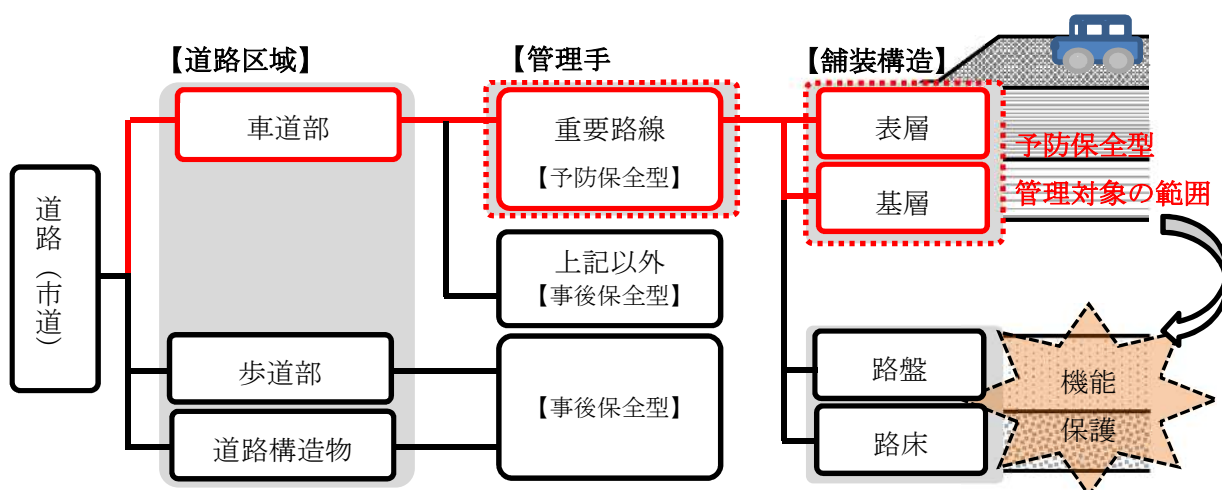 【道路区域】
【管理手
【舗装構造】
道路（市道）
車道部
重要路線
【予防保全型】
表層
基層
予防保全型
管理対象の範囲
上記以外
【事後保全型】
歩道部
道路構造物
【事後保全型】
路盤
路床
機能
保護